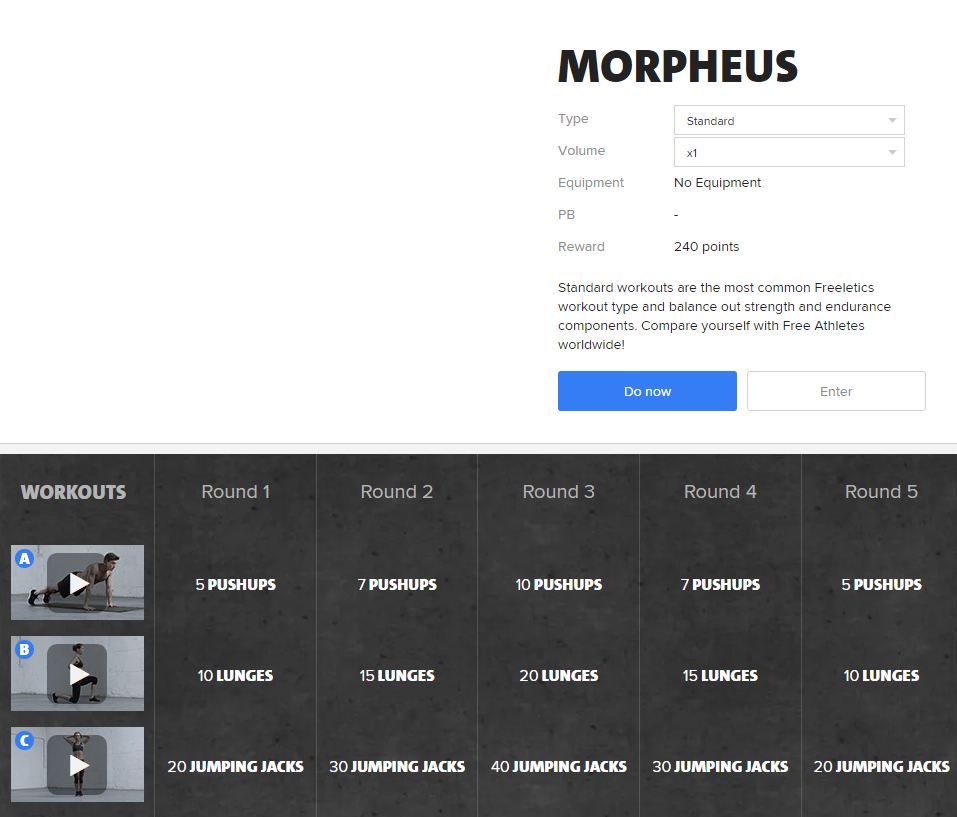 MORPHEUS
Type Standard
Volume x1
Equipment No Equipment
PB -
Reward 240 points
Standard workouts are the most common Freeletics
workout type and balance out strength and endurance
components. Compare yourself with Free Athletes
worldwide!
Do now Enter
WORKOUTS Round 1 Round 2 Round 3 Round 4 Round 5
A 5 PUSHUPS 7 PUSHUPS 10 PUSHUPS 7 PUSHUPS 5 PUSHUPS
B 10 LUNGES 15 LUNGES 20 LUNGES 15 LUNGES 10 LUNGES
C 20 JUMPING JACKS 30 JUMPING JACKS 40 JUMPING JACKS 30 JUMPING JACKS 20 JUMPING JACKS